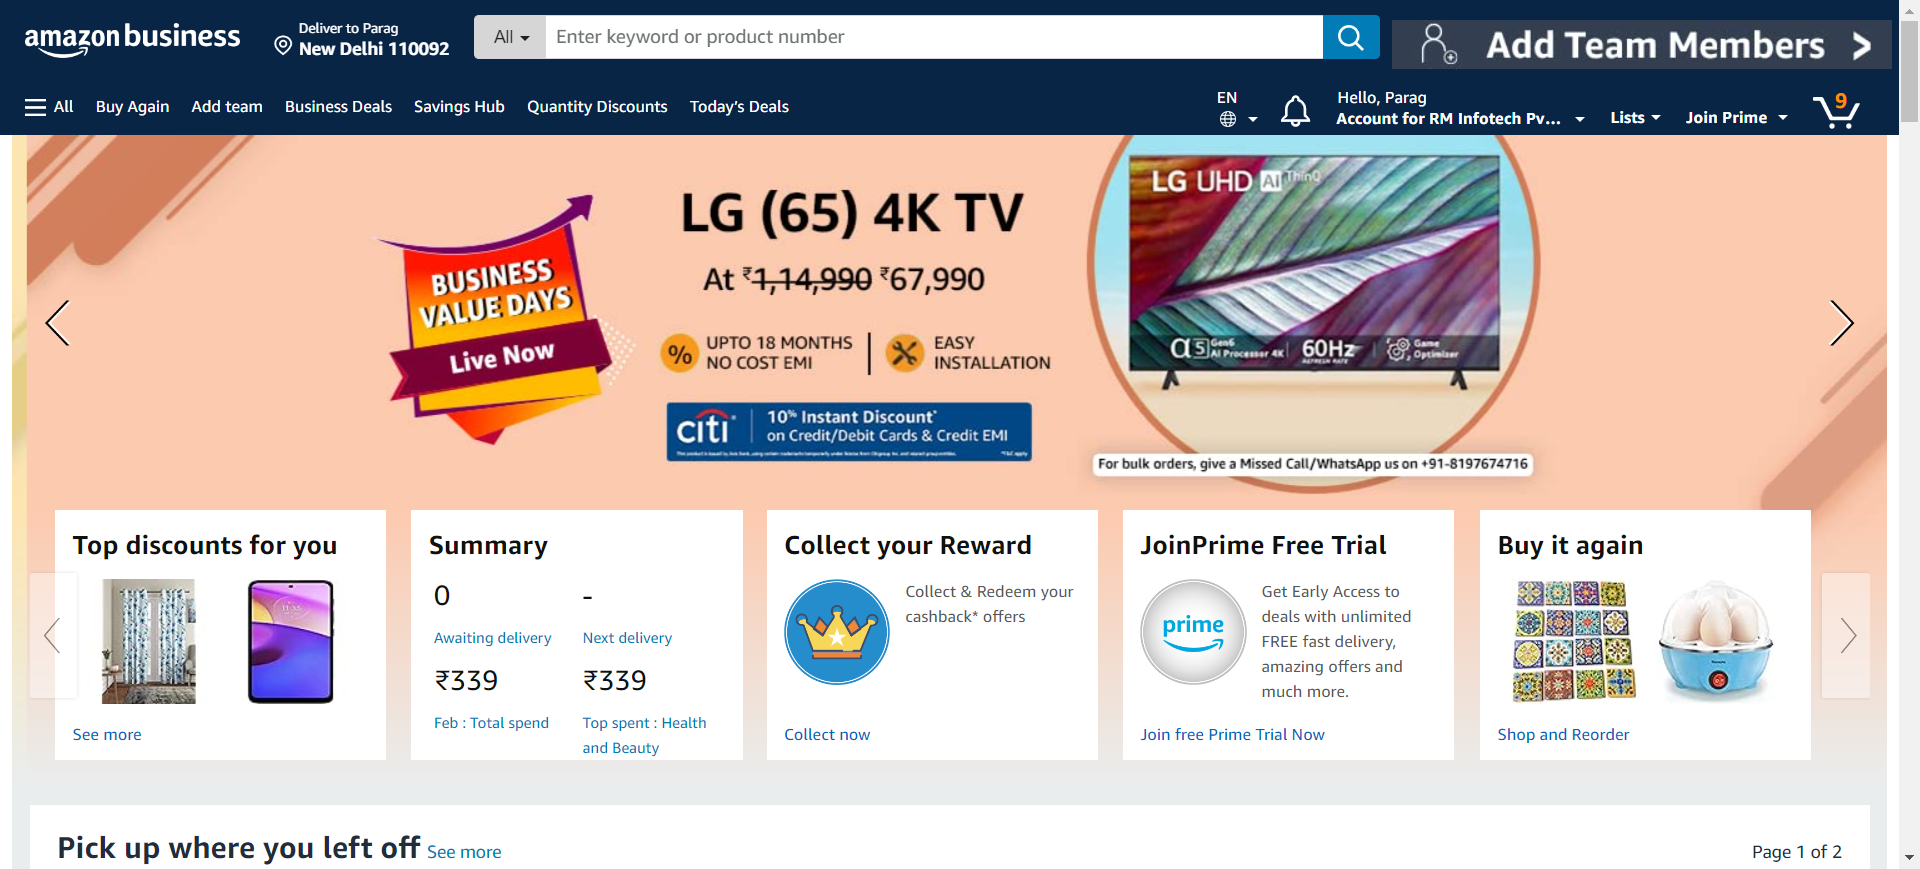 amazon business
Deliver to Parag
New Delhi 110092
All
Enter keyword or product number
Add Team Members
All
Buy Again
Add team
Business Deals
Savings Hub
Quantity Discounts
Today's Deals
EN
Hello, Parag
Account for RM Infotech Pv...
Lists
Join Prime
9
BUSINESS
VALUE DAYS
Live Now
LG (65) 4K TV
At ₹1,14,990 ₹67,990
% UPTO 18 MONTHS
NO COST EMI
EASY
INSTALLATION
citi
10% Instant Discount*
on Credit/Debit Cards & Credit EMI
*T&C apply
LG UHD AI ThinQ
α5 Gen6
AI Processor 4K
60Hz
REFRESH RATE
Game
Optimizer
For bulk orders, give a Missed Call/WhatsApp us on +91-8197674716
Top discounts for you
See more
Summary
0
-
Awaiting delivery
Next delivery
₹339
₹339
Feb : Total spend
Top spent : Health
and Beauty
Collect your Reward
Collect & Redeem your
cashback* offers
Collect now
JoinPrime Free Trial
prime
Get Early Access to
deals with unlimited
FREE fast delivery,
amazing offers and
much more.
Join free Prime Trial Now
Buy it again
Shop and Reorder
Pick up where you left off See more
Page 1 of 2